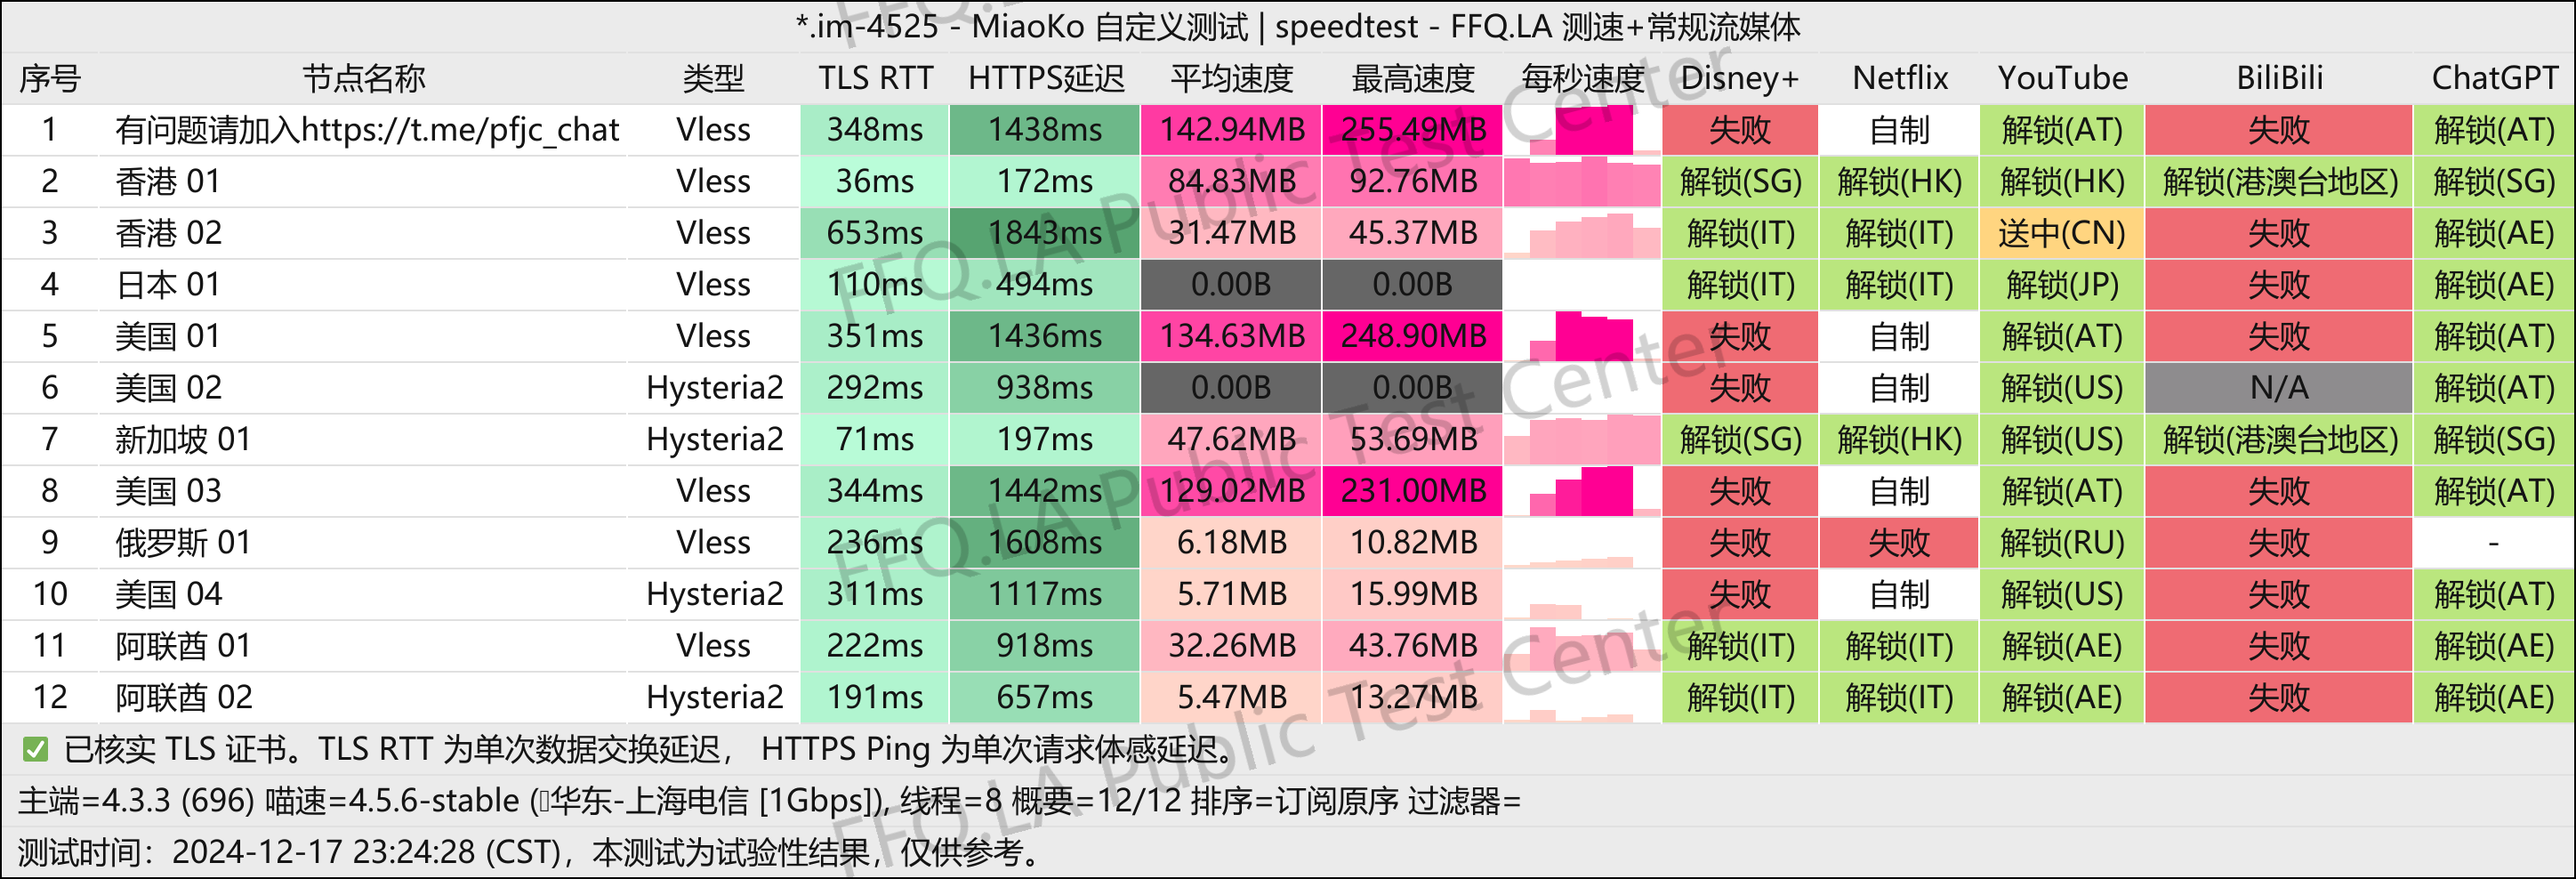 *.im-4525 - MiaoKo 自定义测试 | speedtest - FFQ.LA 测速+常规流媒体
序号 节点名称 类型 TLS RTT HTTPS延迟 平均速度 最高速度 每秒速度 Disney+ Netflix YouTube BiliBili ChatGPT
1 有问题请加入https://t.me/pfjc_chat Vless 348ms 1438ms 142.94MB 255.49MB 失败 自制 解锁(AT) 失败 解锁(AT)
2 香港 01 Vless 36ms 172ms 84.83MB 92.76MB 解锁(SG) 解锁(HK) 解锁(HK) 解锁(港澳台地区) 解锁(SG)
3 香港 02 Vless 653ms 1843ms 31.47MB 45.37MB 解锁(IT) 解锁(IT) 送中(CN) 失败 解锁(AE)
4 日本 01 Vless 110ms 494ms 0.00B 0.00B 解锁(IT) 解锁(IT) 解锁(JP) 失败 解锁(AE)
5 美国 01 Vless 351ms 1436ms 134.63MB 248.90MB 失败 自制 解锁(AT) 失败 解锁(AT)
6 美国 02 Hysteria2 292ms 938ms 0.00B 0.00B 失败 自制 解锁(US) N/A 解锁(AT)
7 新加坡 01 Hysteria2 71ms 197ms 47.62MB 53.69MB 解锁(SG) 解锁(HK) 解锁(US) 解锁(港澳台地区) 解锁(SG)
8 美国 03 Vless 344ms 1442ms 129.02MB 231.00MB 失败 自制 解锁(AT) 失败 解锁(AT)
9 俄罗斯 01 Vless 236ms 1608ms 6.18MB 10.82MB 失败 失败 解锁(RU) 失败 -
10 美国 04 Hysteria2 311ms 1117ms 5.71MB 15.99MB 失败 自制 解锁(US) 失败 解锁(AT)
11 阿联酋 01 Vless 222ms 918ms 32.26MB 43.76MB 解锁(IT) 解锁(IT) 解锁(AE) 失败 解锁(AE)
12 阿联酋 02 Hysteria2 191ms 657ms 5.47MB 13.27MB 解锁(IT) 解锁(IT) 解锁(AE) 失败 解锁(AE)
✅ 已核实 TLS 证书。TLS RTT 为单次数据交换延迟， HTTPS Ping 为单次请求体感延迟。
主端=4.3.3 (696) 喵速=4.5.6-stable (华东-上海电信 [1Gbps]), 线程=8 概要=12/12 排序=订阅原序 过滤器=
测试时间：2024-12-17 23:24:28 (CST)，本测试为试验性结果，仅供参考。
FFQ.LA Public Test Center
FFQ.LA Public Test Center
FFQ.LA Public Test Center